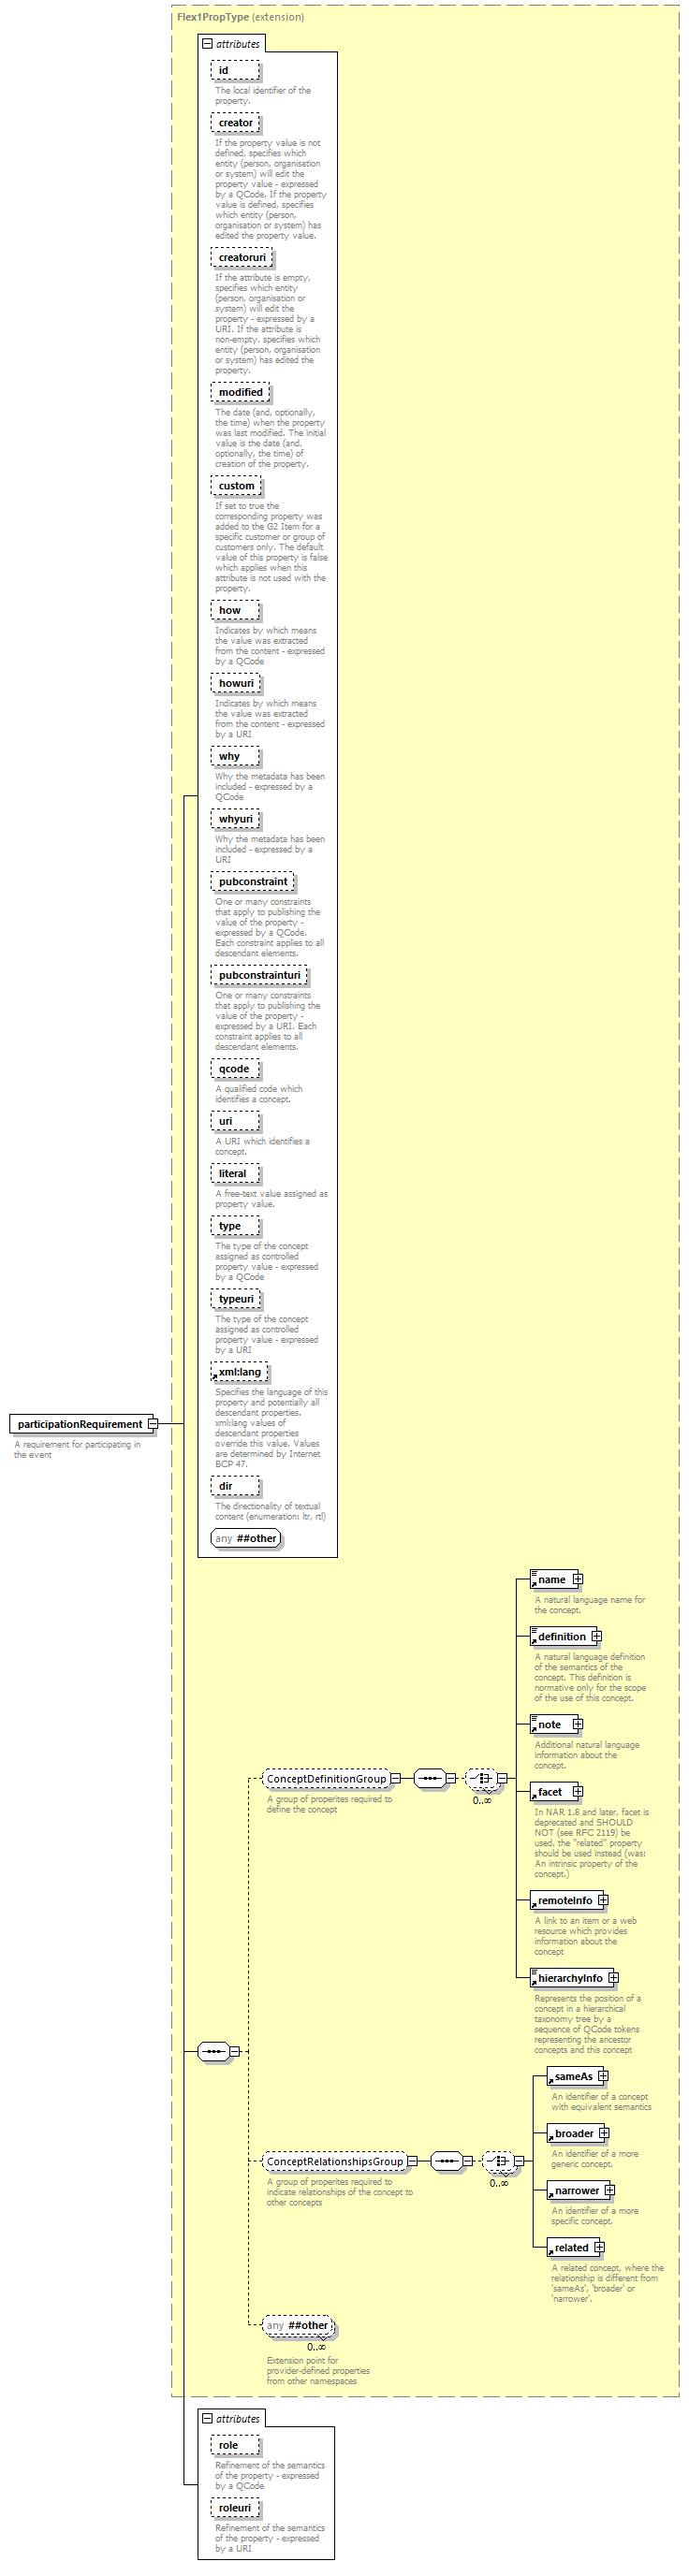 Flex1PropType (extension)
attributes
id
The local identifier of the
property.
creator
If the property value is not
defined, specifies which
entity (person, organisation
or system) will edit the
property value - expressed
by a QCode. If the property
value is defined, specifies
which entity (person,
organisation or system) has
edited the property value.
creatoruri
If the attribute is empty,
specifies which entity
(person, organisation or
system) will edit the
property - expressed by a
URI. If the attribute is
non-empty, specifies which
entity (person, organisation
or system) has edited the
property.
modified
The date (and, optionally,
the time) when the property
was last modified. The initial
value is the date (and,
optionally, the time) of
creation of the property.
custom
If set to true the
corresponding property was
added to the G2 Item for a
specific customer or group of
customers only. The default
value of this property is false
which applies when this
attribute is not used with the
property.
how
Indicates by which means
the value was extracted
from the content - expressed
by a QCode
howuri
Indicates by which means
the value was extracted
from the content - expressed
by a URI
why
Why the metadata has been
included - expressed by a
QCode
whyuri
Why the metadata has been
included - expressed by a
URI
pubconstraint
One or many constraints
that apply to publishing the
value of the property -
expressed by a QCode.
Each constraint applies to all
descendant elements.
pubconstrainturi
One or many constraints
that apply to publishing the
value of the property -
expressed by a URI. Each
constraint applies to all
descendant elements.
qcode
A qualified code which
identifies a concept.
uri
A URI which identifies a
concept.
literal
A free-text value assigned as
property value.
type
The type of the concept
assigned as controlled
property value - expressed
by a QCode
typeuri
The type of the concept
assigned as controlled
property value - expressed
by a URI
xml:lang
Specifies the language of this
property and potentially all
descendant properties.
xml:lang values of
descendant properties
override this value. Values
are determined by Internet
BCP 47.
dir
The directionality of textual
content (enumeration: ltr, rtl)
any ##other
participationRequirement
A requirement for participating in
the event
name
A natural language name for
the concept.
definition
A natural language definition
of the semantics of the
concept. This definition is
normative only for the scope
of the use of this concept.
note
Additional natural language
information about the
concept.
ConceptDefinitionGroup
0..∞
A group of properites required to
define the concept
facet
In NAR 1.8 and later, facet is
deprecated and SHOULD
NOT (see RFC 2119) be
used, the "related" property
should be used instead (was:
An intrinsic property of the
concept.)
remoteInfo
A link to an item or a web
resource which provides
information about the
concept
hierarchyInfo
Represents the position of a
concept in a hierarchical
taxonomy tree by a
sequence of QCode tokens
representing the ancestor
concepts and this concept
sameAs
An identifier of a concept
with equivalent semantics
broader
An identifier of a more
generic concept.
ConceptRelationshipsGroup
0..∞
A group of properites required to
indicate relationships of the concept to
other concepts
narrower
An identifier of a more
specific concept.
related
A related concept, where the
relationship is different from
'sameAs', 'broader' or
'narrower'.
any ##other
0..∞
Extension point for
provider-defined properties
from other namespaces
attributes
role
Refinement of the semantics
of the property - expressed
by a QCode
roleuri
Refinement of the semantics
of the property - expressed
by a URI